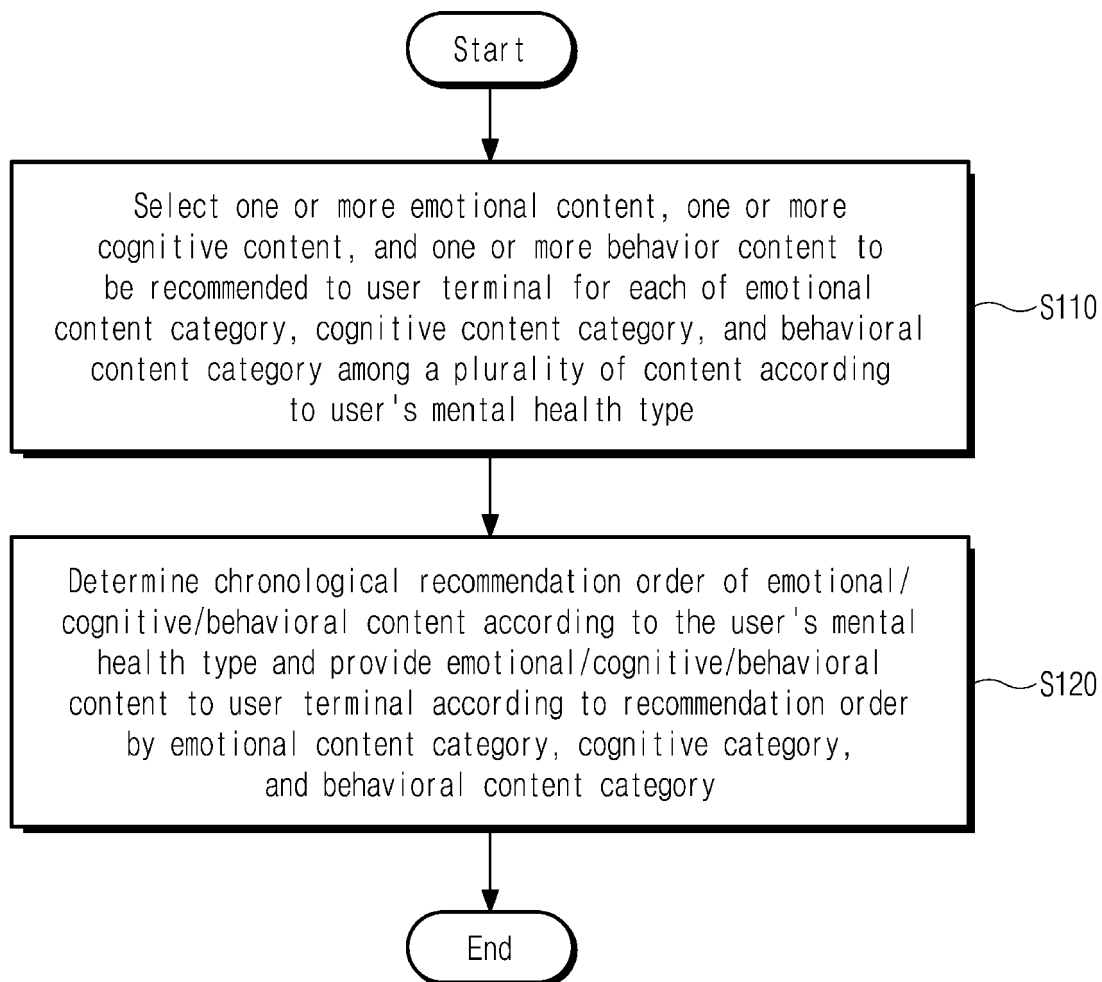 Start
Select one or more emotional content, one or more
cognitive content, and one or more behavior content to
be recommended to user terminal for each of emotional
content category, cognitive content category, and behavioral
content category among a plurality of content according
to user's mental health type
S110
Determine chronological recommendation order of emotional/
cognitive/behavioral content according to the user's mental
health type and provide emotional/cognitive/behavioral
content to user terminal according to recommendation order
by emotional content category, cognitive category,
and behavioral content category
S120
End